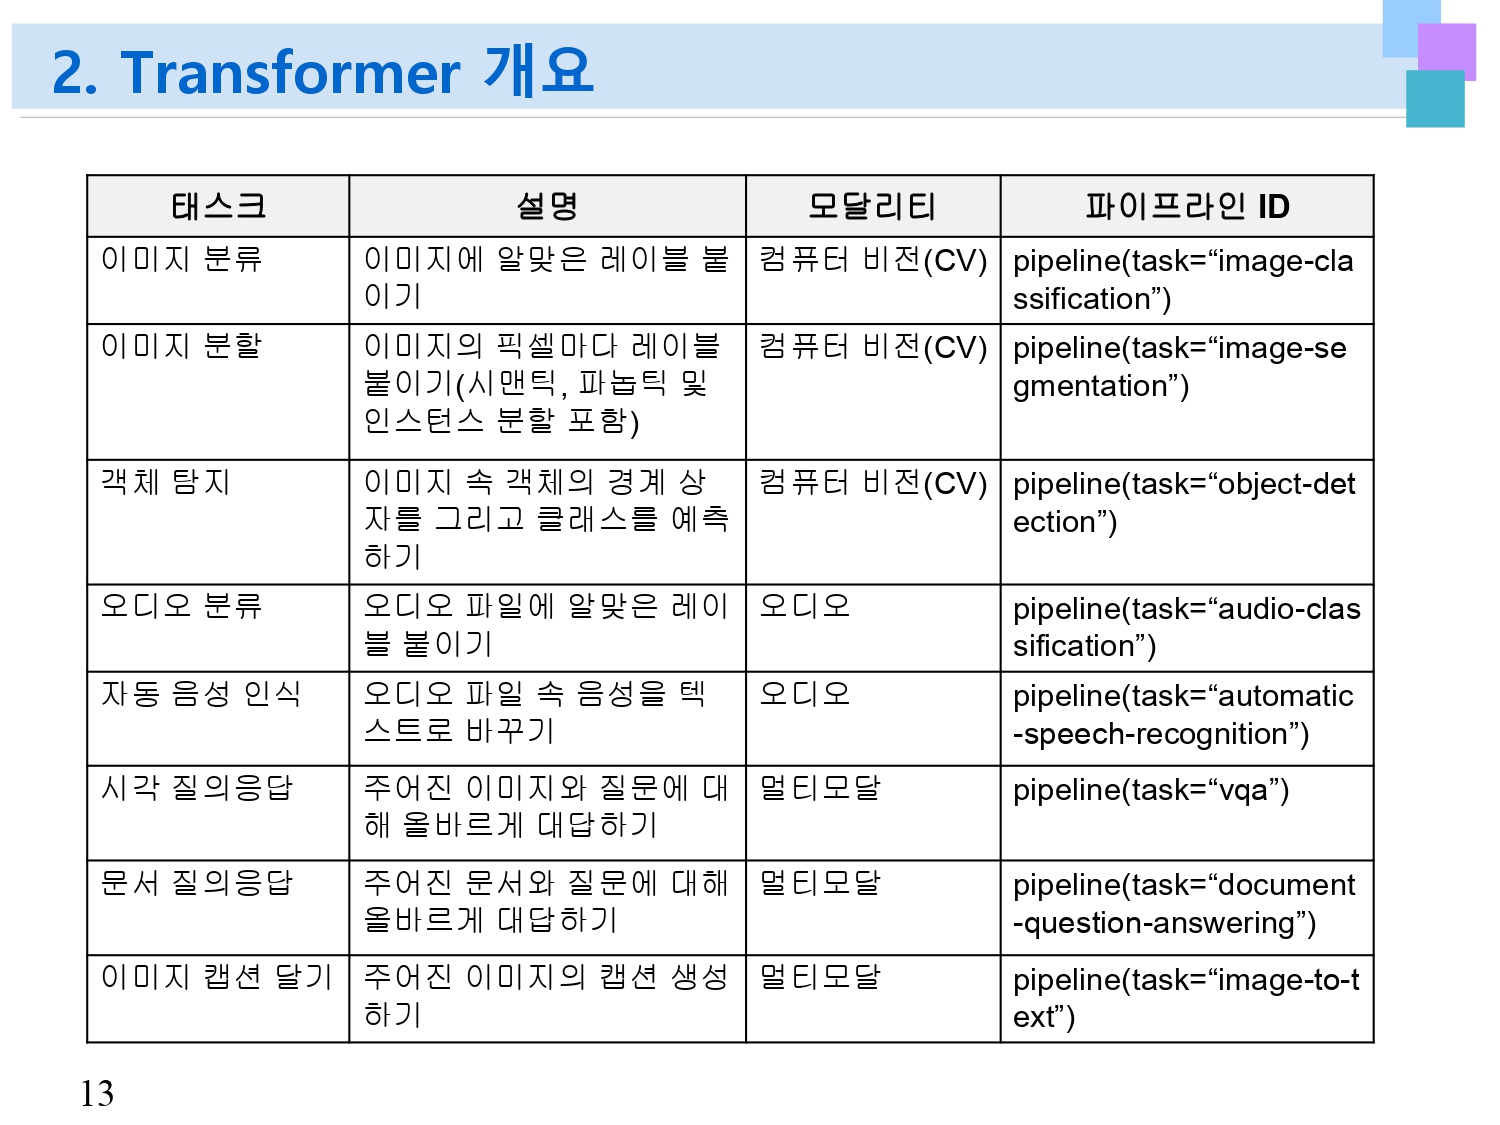 2. Transformer 개요
태스크 설명 모달리티 파이프라인 ID
이미지 분류
이미지에 알맞은 레이블 붙
이기
컴퓨터 비전(CV)
pipeline(task=“image-cla
ssification”)
이미지 분할
이미지의 픽셀마다 레이블
붙이기(시맨틱, 파놉틱 및
인스턴스 분할 포함)
컴퓨터 비전(CV)
pipeline(task=“image-se
gmentation”)
객체 탐지
이미지 속 객체의 경계 상
자를 그리고 클래스를 예측
하기
컴퓨터 비전(CV)
pipeline(task=“object-det
ection”)
오디오 분류
오디오 파일에 알맞은 레이
블 붙이기
오디오
pipeline(task=“audio-clas
sification”)
자동 음성 인식
오디오 파일 속 음성을 텍
스트로 바꾸기
오디오
pipeline(task=“automatic
-speech-recognition”)
시각 질의응답
주어진 이미지와 질문에 대
해 올바르게 대답하기
멀티모달
pipeline(task=“vqa”)
문서 질의응답
주어진 문서와 질문에 대해
올바르게 대답하기
멀티모달
pipeline(task=“document
-question-answering”)
이미지 캡션 달기
주어진 이미지의 캡션 생성
하기
멀티모달
pipeline(task=“image-to-t
ext”)
13